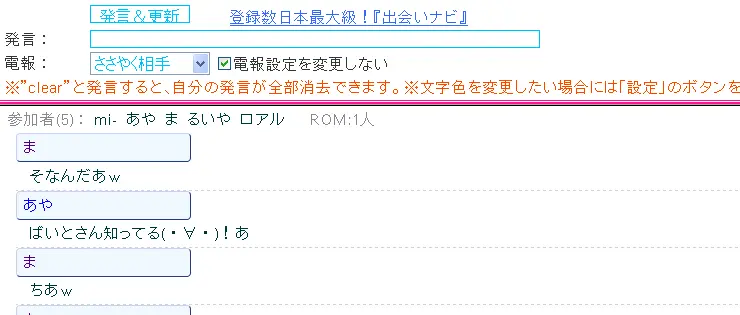 発言＆更新 登録数日本最大級！『出会いナビ』
発言：
電報： ささやく相手 電報設定を変更しない
※”clear”と発言すると、自分の発言が全部消去できます。※文字色を変更したい場合には「設定」のボタンを
参加者(5)： mi- あや ま るいや ロアル ROM:1人
ま
そなんだあｗ
あや
ばいとさん知ってる(・∀・)！あ
ま
ちあｗ